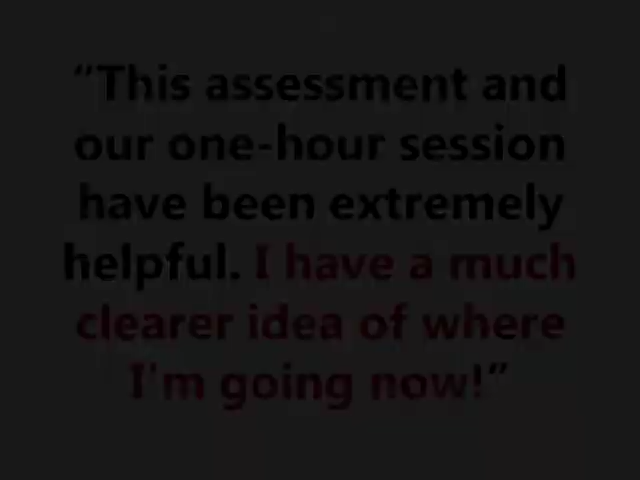 “This assessment and
our one-hour session
have been extremely
helpful. I have a much
clearer idea of where
I'm going now!”